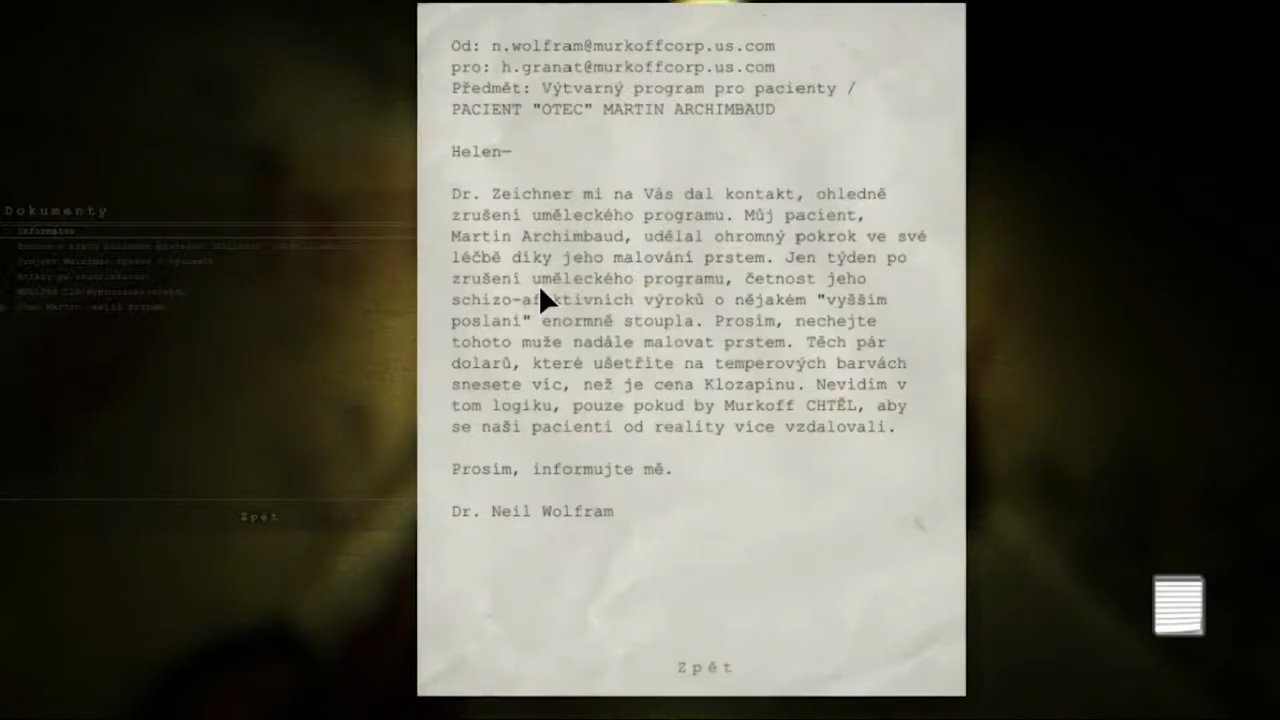 Od: n.wolfram@murkoffcorp.us.com
pro: h.granat@murkoffcorp.us.com
Předmět: Výtvarný program pro pacienty /
PACIENT "OTEC" MARTIN ARCHIMBAUD
Helen—
Dr. Zeichner mi na Vás dal kontakt, ohledně
zrušení uměleckého programu. Můj pacient,
Martin Archimbaud, udělal ohromný pokrok ve své
léčbě díky jeho malování prstem. Jen týden po
zrušení uměleckého programu, četnost jeho
schizo-afektivních výroků o nějakém "vyšším
poslání" enormně stoupla. Prosím, nechejte
tohoto muže nadále malovat prstem. Těch pár
dolarů, které ušetříte na temperových barvách
snesete víc, než je cena Klozapinu. Nevidím v
tom logiku, pouze pokud by Murkoff CHTĚL, aby
se naši pacienti od reality více vzdalovali.
Prosím, informujte mě.
Dr. Neil Wolfram
Zpět
Dokumenty
Informátor
Zpět